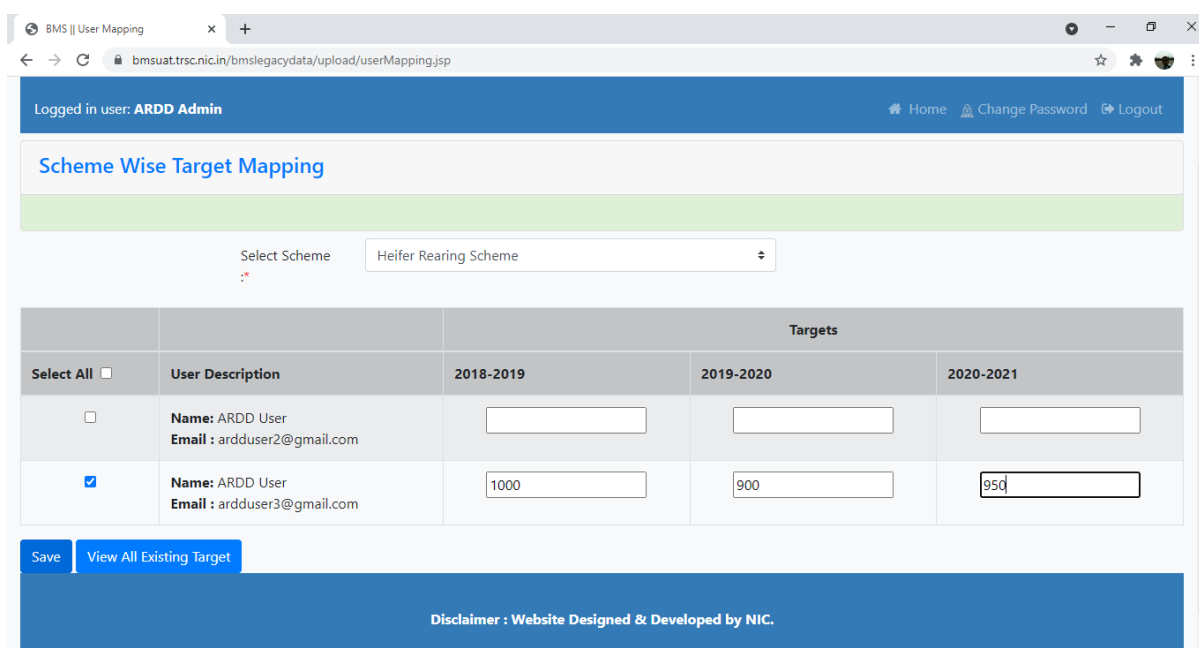 BMS || User Mapping
bmsuat.trsc.nic.in/bmslegacydata/upload/userMapping.jsp
Logged in user: ARDD Admin Home Change Password Logout
Scheme Wise Target Mapping
Select Scheme Heifer Rearing Scheme
:*
Targets
Select All User Description 2018-2019 2019-2020 2020-2021
Name: ARDD User
Email : ardduser2@gmail.com
Name: ARDD User 1000 900 950
Email : ardduser3@gmail.com
Save View All Existing Target
Disclaimer : Website Designed & Developed by NIC.